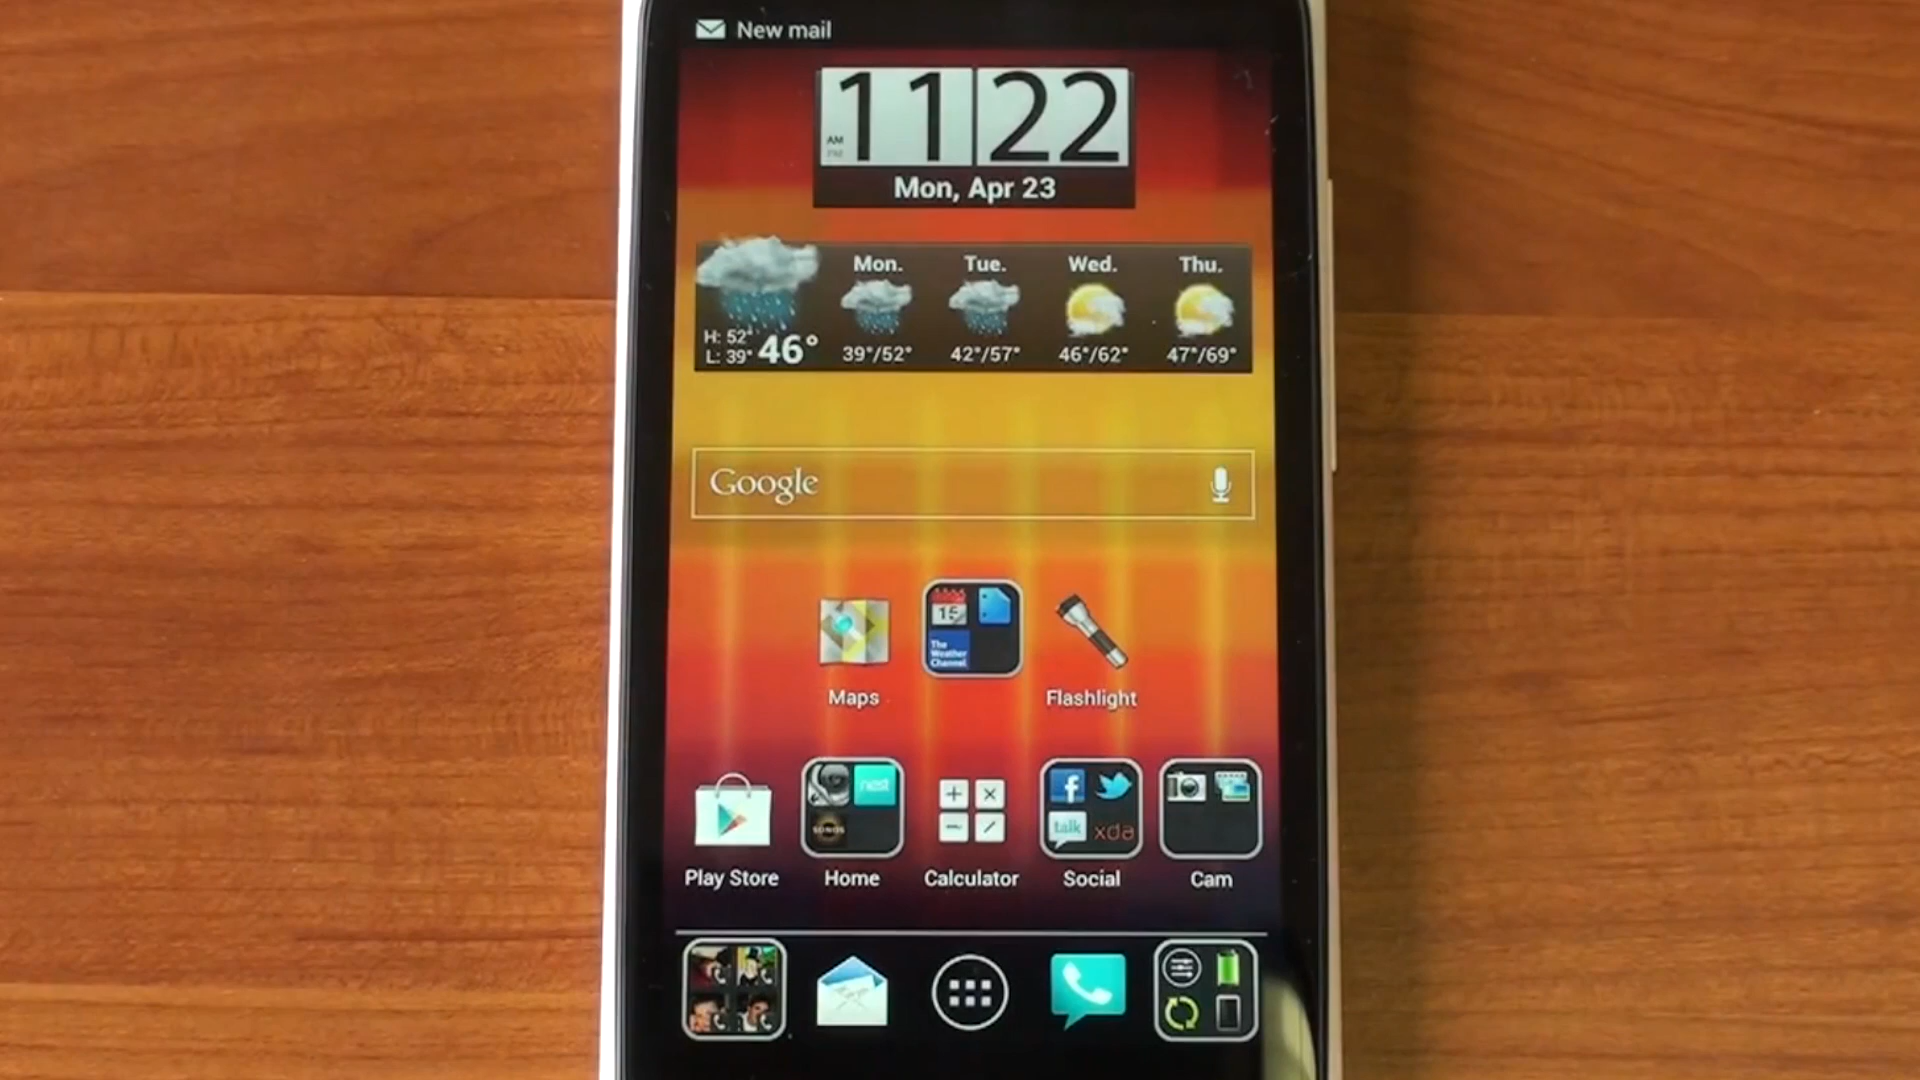 New mail
11 22
AM
Mon, Apr 23
Mon. Tue. Wed. Thu.
H: 52°
L: 39° 46° 39°/52° 42°/57° 46°/62° 47°/69°
Google
15
The
Weather
Channel
Maps Flashlight
nest
SONOS
talk xda
Play Store Home Calculator Social Cam